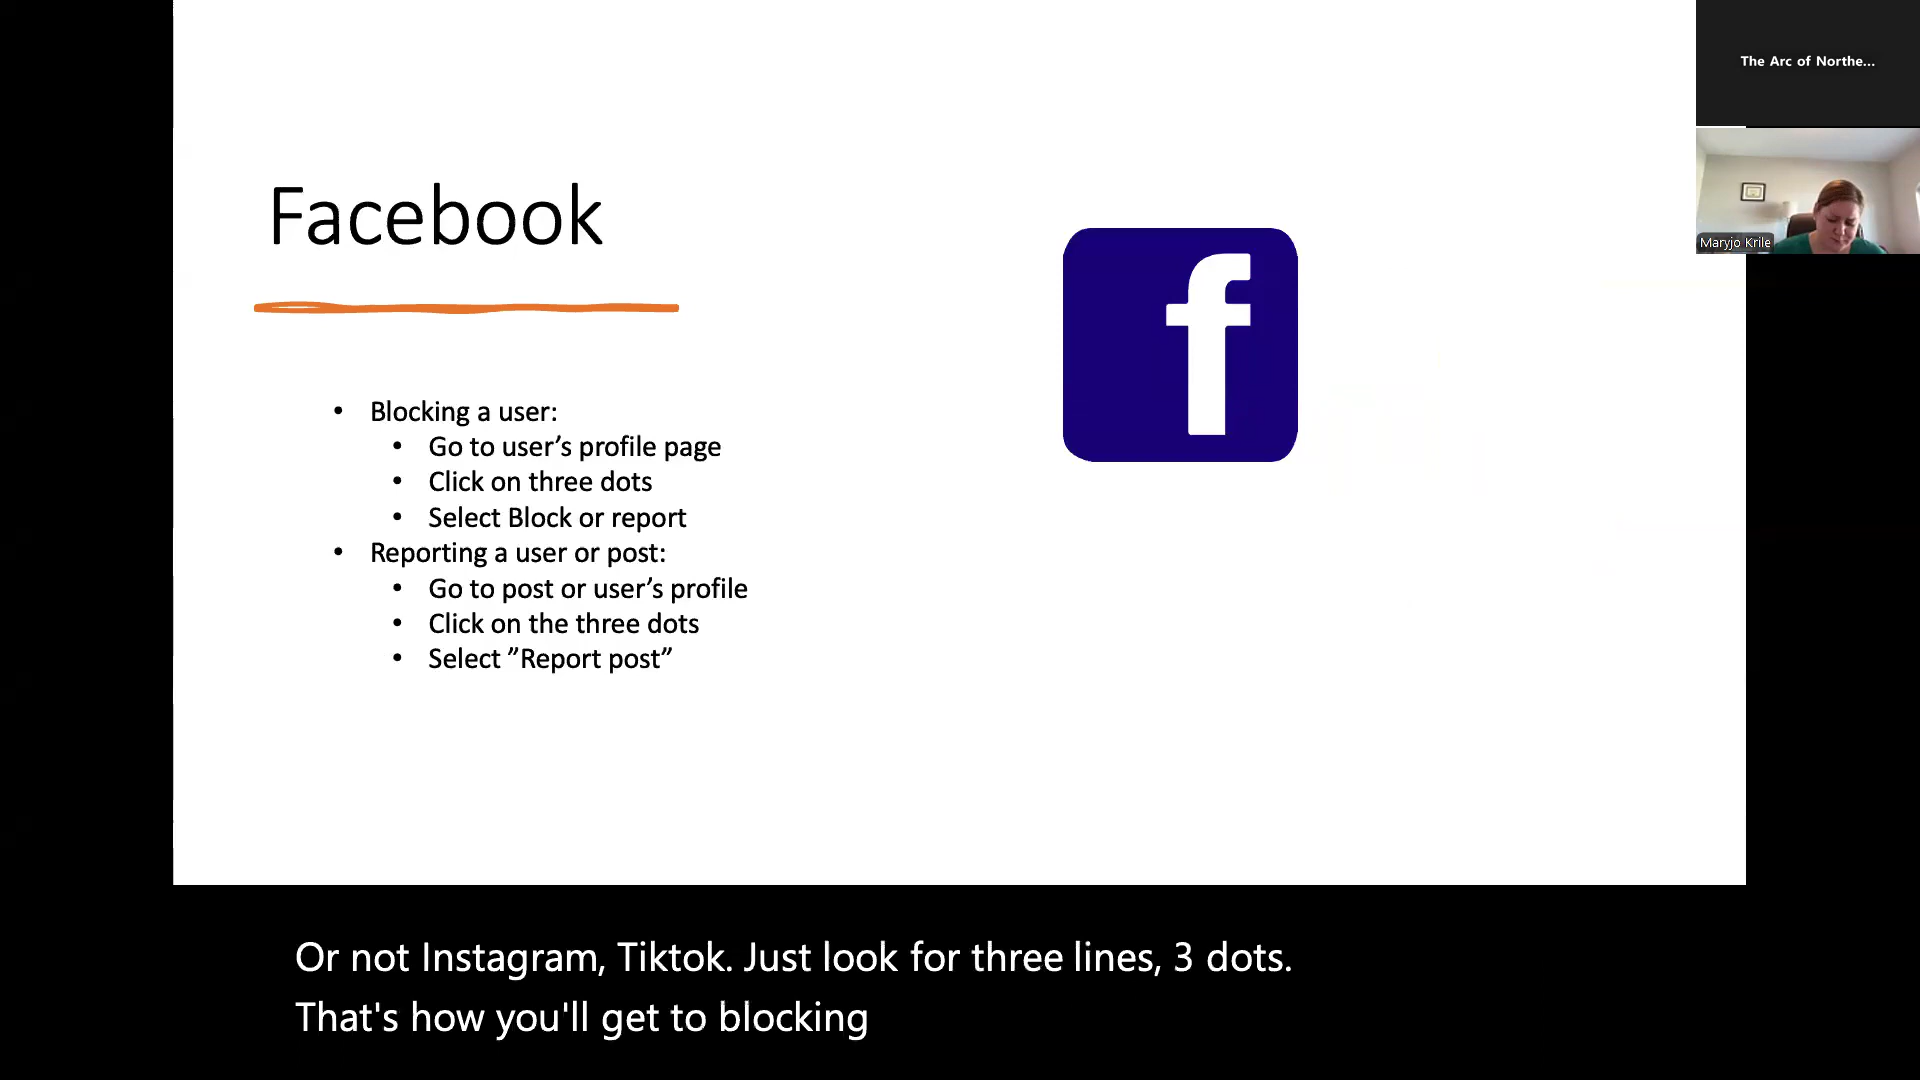 The Arc of Northe...
Maryjo Krile
Facebook
f
• Blocking a user:
• Go to user’s profile page
• Click on three dots
• Select Block or report
• Reporting a user or post:
• Go to post or user’s profile
• Click on the three dots
• Select ”Report post”
Or not Instagram, Tiktok. Just look for three lines, 3 dots.
That's how you'll get to blocking